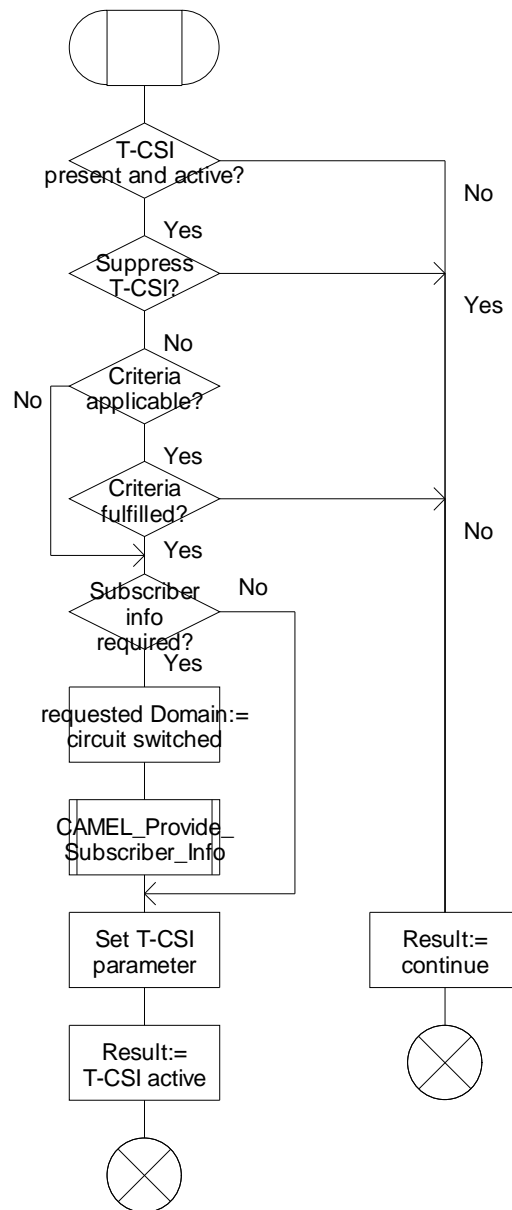 T-CSI
present and active?
No
Yes
Suppress
T-CSI?
Yes
No
Criteria
applicable?
No
Yes
Criteria
fulfilled?
No
Yes
Subscriber
info
required?
No
Yes
requested Domain:=
circuit switched
CAMEL_Provide_
Subscriber_Info
Set T-CSI
parameter
Result:=
continue
Result:=
T-CSI active